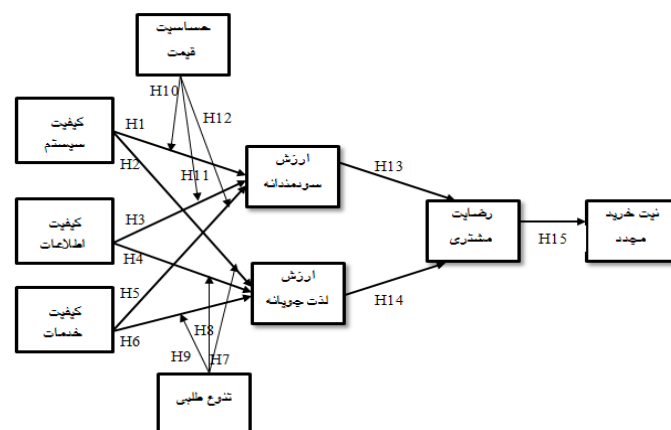 حساسیت
قیمت
H10
H12
کیفیت
سیستم
H1
H2
H11
ارزش
سودمندانه
H13
کیفیت
اطلاعات
H3
H4
رضایت
مشتری
H15
نیت خرید
مجدد
ارزش
لذت جویانه
H14
کیفیت
خدمات
H5
H6
H8
H7
H9
تنوع طلبی